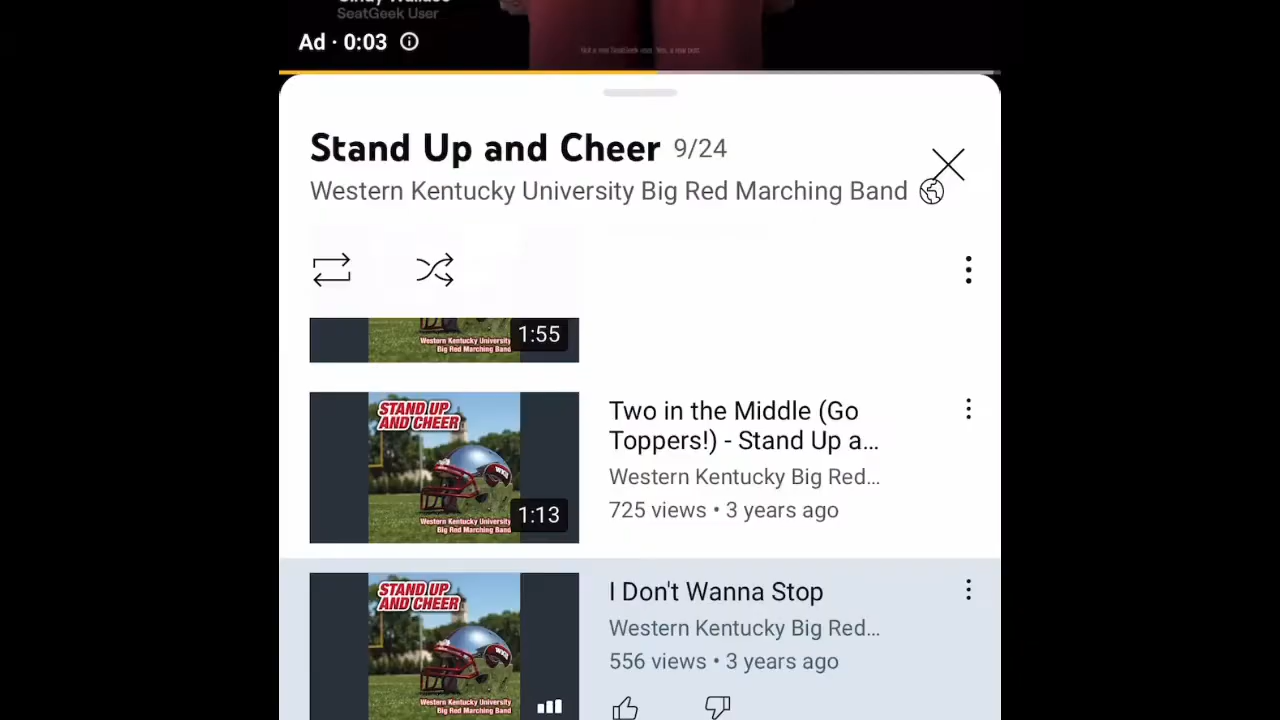 SeatGeek User
Ad · 0:03
Stand Up and Cheer 9/24
Western Kentucky University Big Red Marching Band
1:55
Western Kentucky University
Big Red Marching Band
STAND UP
AND CHEER
WKU
1:13
Western Kentucky University
Big Red Marching Band
Two in the Middle (Go
Toppers!) - Stand Up a...
Western Kentucky Big Red...
725 views • 3 years ago
STAND UP
AND CHEER
WKU
Western Kentucky University
Big Red Marching Band
I Don't Wanna Stop
Western Kentucky Big Red...
556 views • 3 years ago